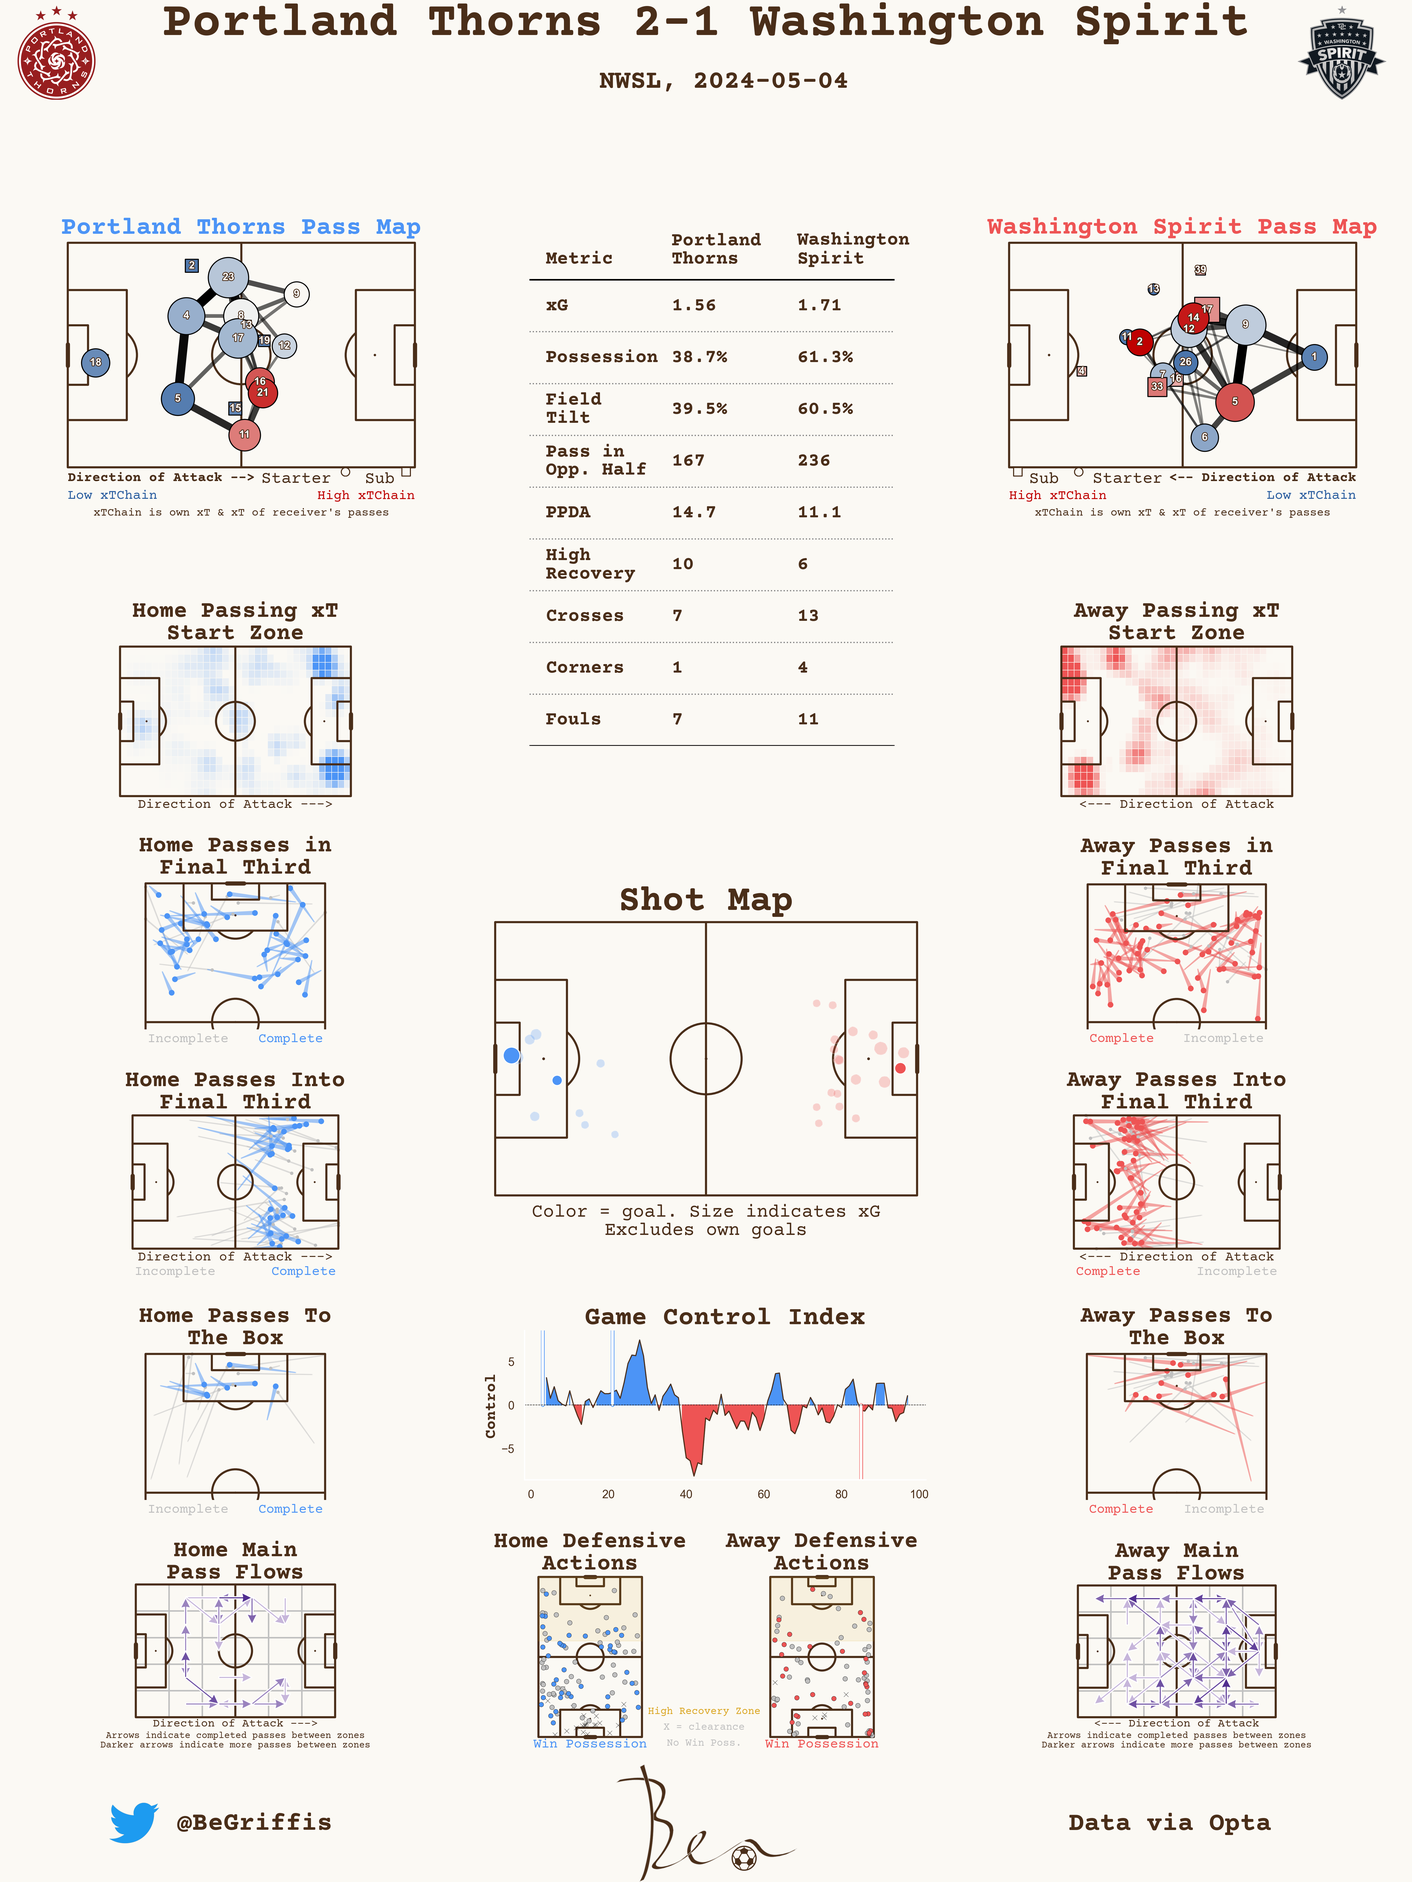 Portland Thorns 2-1 Washington Spirit
NWSL, 2024-05-04
PORTLAND
THORNS
WASHINGTON
SPIRIT
Portland Thorns Pass Map
2
23
9
4
8
13
17
19
12
18
16
21
5
15
11
Direction of Attack --> Starter Sub
Low xTChain High xTChain
xTChain is own xT & xT of receiver's passes
Metric Portland Thorns Washington Spirit
xG 1.56 1.71
Possession 38.7% 61.3%
Field Tilt 39.5% 60.5%
Pass in Opp. Half 167 236
PPDA 14.7 11.1
High Recovery 10 6
Crosses 7 13
Corners 1 4
Fouls 7 11
Washington Spirit Pass Map
39
13
17
14
12
9
11
2
26
1
4
7
16
33
5
6
Sub Starter <-- Direction of Attack
High xTChain Low xTChain
xTChain is own xT & xT of receiver's passes
Home Passing xT
Start Zone
Direction of Attack --->
Away Passing xT
Start Zone
<--- Direction of Attack
Home Passes in
Final Third
Incomplete Complete
Away Passes in
Final Third
Complete Incomplete
Shot Map
Color = goal. Size indicates xG
Excludes own goals
Home Passes Into
Final Third
Direction of Attack --->
Incomplete Complete
Away Passes Into
Final Third
<--- Direction of Attack
Complete Incomplete
Home Passes To
The Box
Incomplete Complete
Game Control Index
Control
5
0
−5
0 20 40 60 80 100
Away Passes To
The Box
Complete Incomplete
Home Main
Pass Flows
Direction of Attack --->
Arrows indicate completed passes between zones
Darker arrows indicate more passes between zones
Home Defensive
Actions
Win Possession
High Recovery Zone
X = clearance
No Win Poss.
Away Defensive
Actions
Win Possession
Away Main
Pass Flows
<--- Direction of Attack
Arrows indicate completed passes between zones
Darker arrows indicate more passes between zones
@BeGriffis
Ben
Data via Opta